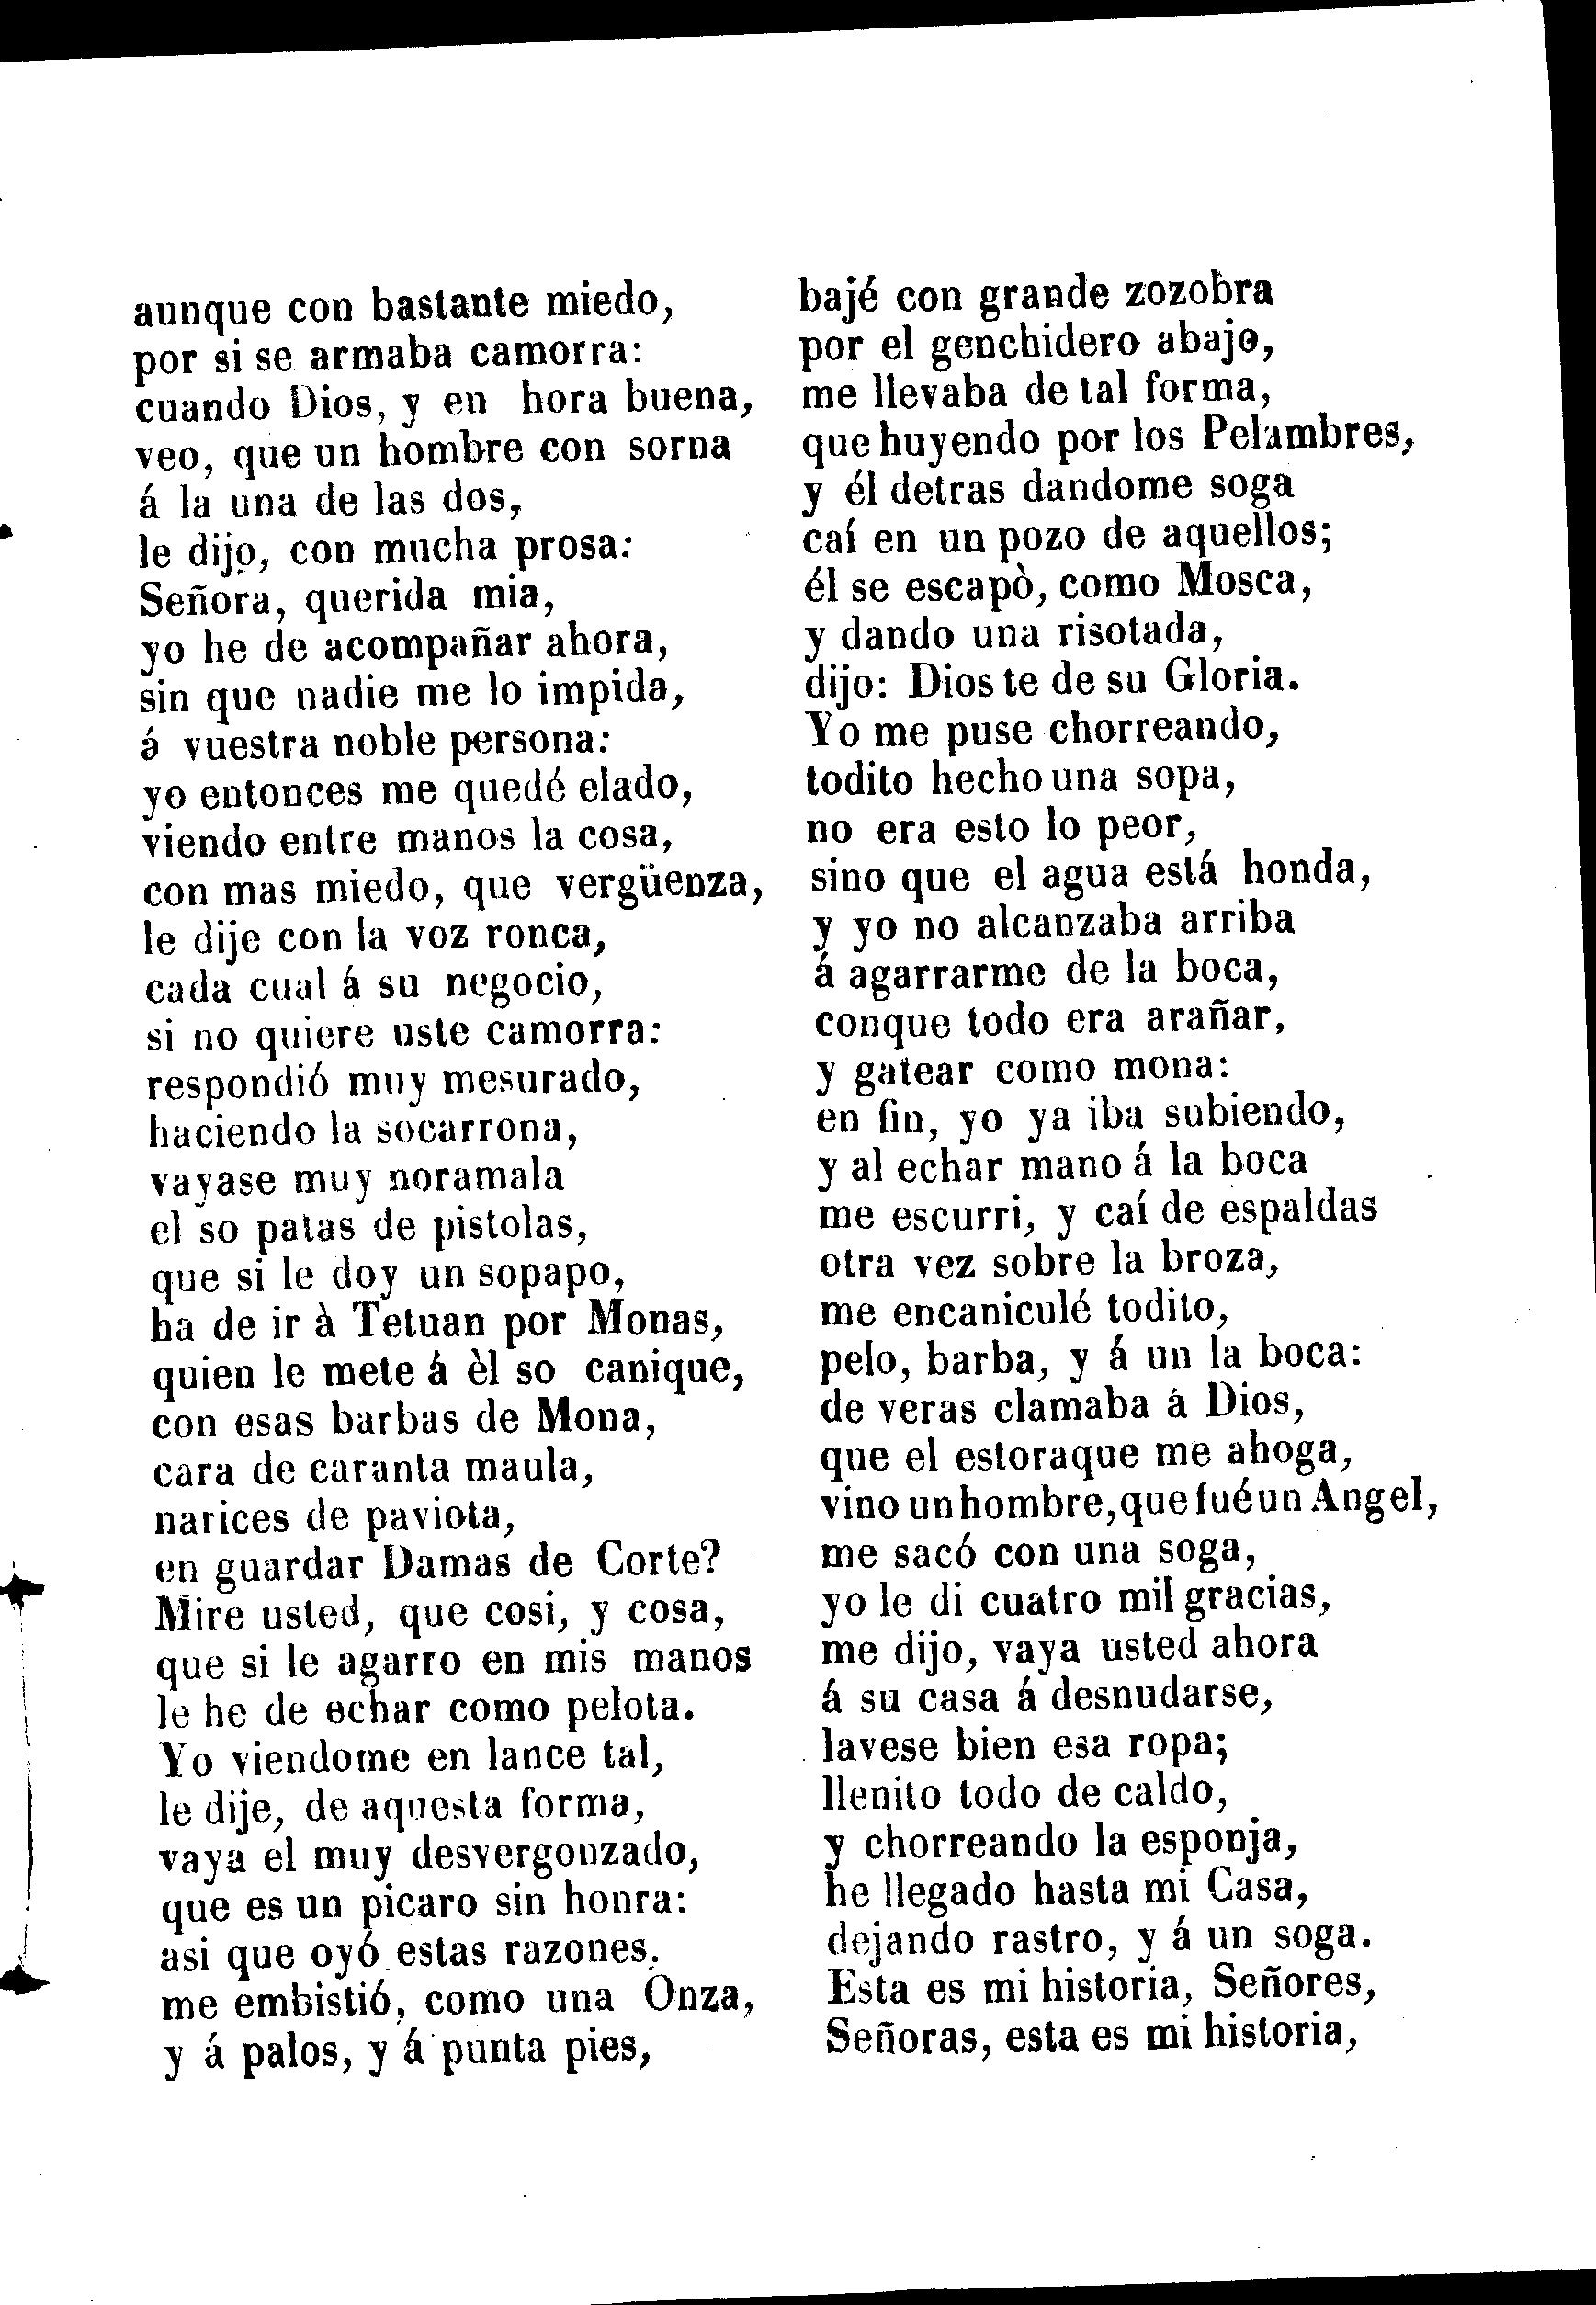 aunque con bastante miedo,
por si se armaba camorra:
cuando Dios, y en hora buena,
veo, que un hombre con sorna
á la una de las dos,
le dijo, con mucha prosa:
Señora, querida mia,
yo he de acompañar ahora,
sin que nadie me lo impida,
á vuestra noble persona:
yo entonces me quedé elado,
viendo entre manos la cosa,
con mas miedo, que vergüenza,
le dije con la voz ronca,
cada cual á su negocio,
si no quiere uste camorra:
respondió muy mesurado,
haciendo la socarrona,
vayase muy noramala
el so patas de pistolas,
que si le doy un sopapo,
ha de ir à Tetuan por Monas,
quien le mete á èl so canique,
con esas barbas de Mona,
cara de caranta maula,
narices de paviota,
en guardar Damas de Corte?
Mire usted, que cosi, y cosa,
que si le agarro en mis manos
le he de echar como pelota.
Yo viendome en lance tal,
le dije, de aquesta forma,
vaya el muy desvergonzado,
que es un picaro sin honra:
asi que oyó estas razones,
me embistió, como una Onza,
y á palos, y á punta pies,
bajé con grande zozobra
por el genchidero abajo,
me llevaba de tal forma,
que huyendo por los Pelambres,
y él detras dandome soga
caí en un pozo de aquellos;
él se escapò, como Mosca,
y dando una risotada,
dijo: Dios te de su Gloria.
Yo me puse chorreando,
todito hecho una sopa,
no era esto lo peor,
sino que el agua está honda,
y yo no alcanzaba arriba
á agarrarme de la boca,
conque todo era arañar,
y gatear como mona:
en fin, yo ya iba subiendo,
y al echar mano á la boca
me escurri, y caí de espaldas
otra vez sobre la broza,
me encaniculé todito,
pelo, barba, y á un la boca:
de veras clamaba á Dios,
que el estoraque me ahoga,
vino un hombre, que fué un Angel,
me sacó con una soga,
yo le di cuatro mil gracias,
me dijo, vaya usted ahora
á su casa á desnudarse,
lavese bien esa ropa;
llenito todo de caldo,
y chorreando la esponja,
he llegado hasta mi Casa,
dejando rastro, y á un soga.
Esta es mi historia, Señores,
Señoras, esta es mi historia,